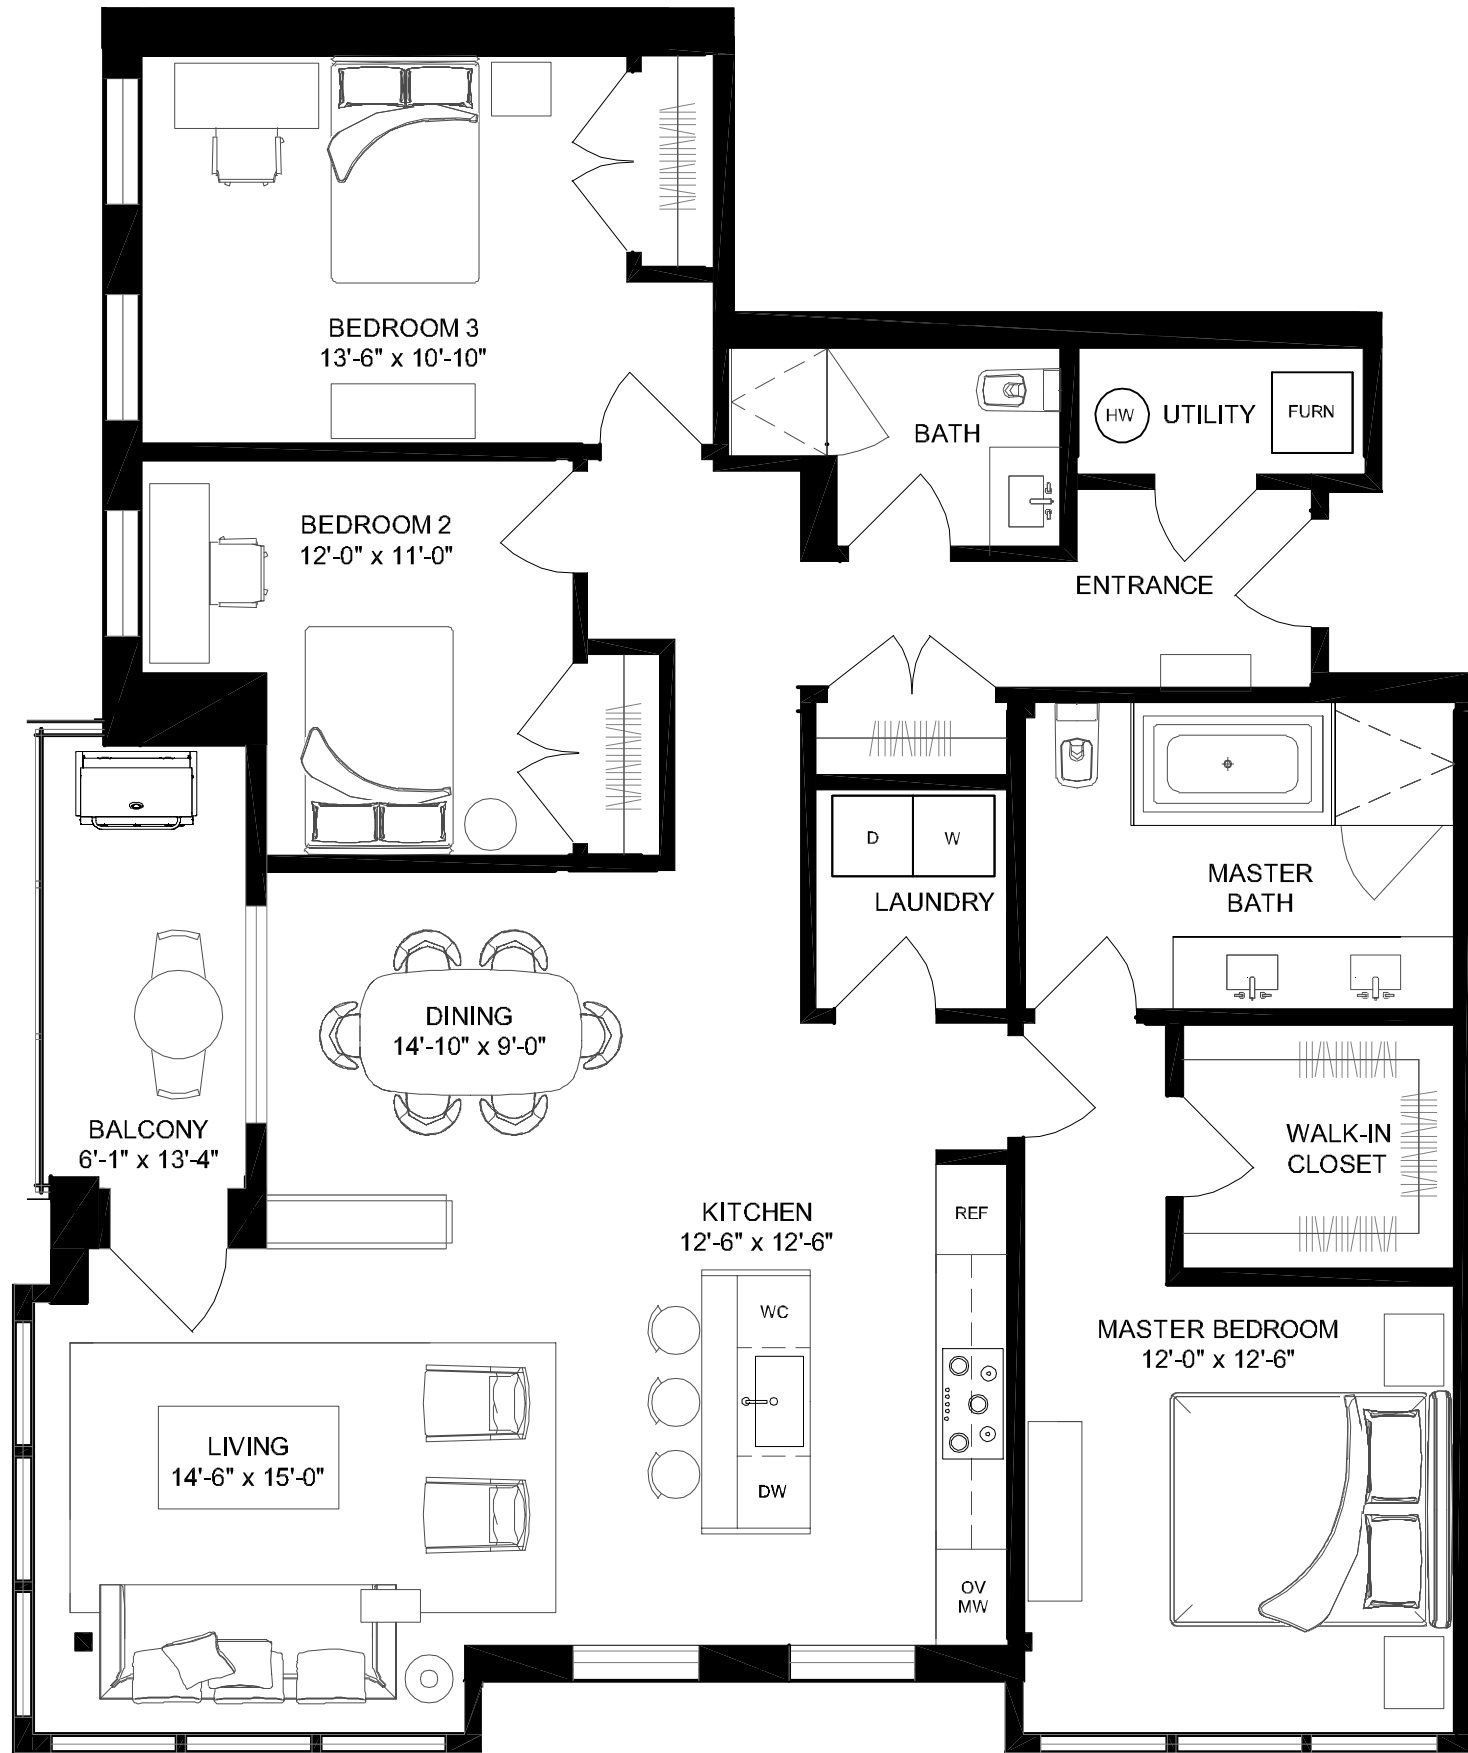 BEDROOM 3
13'-6" x 10'-10"
BATH
HW
UTILITY
FURN
BEDROOM 2
12'-0" x 11'-0"
ENTRANCE
D
W
LAUNDRY
MASTER
BATH
DINING
14'-10" x 9'-0"
BALCONY
6'-1" x 13'-4"
WALK-IN
CLOSET
KITCHEN
12'-6" x 12'-6"
REF
WC
MASTER BEDROOM
12'-0" x 12'-6"
LIVING
14'-6" x 15'-0"
DW
OV
MW